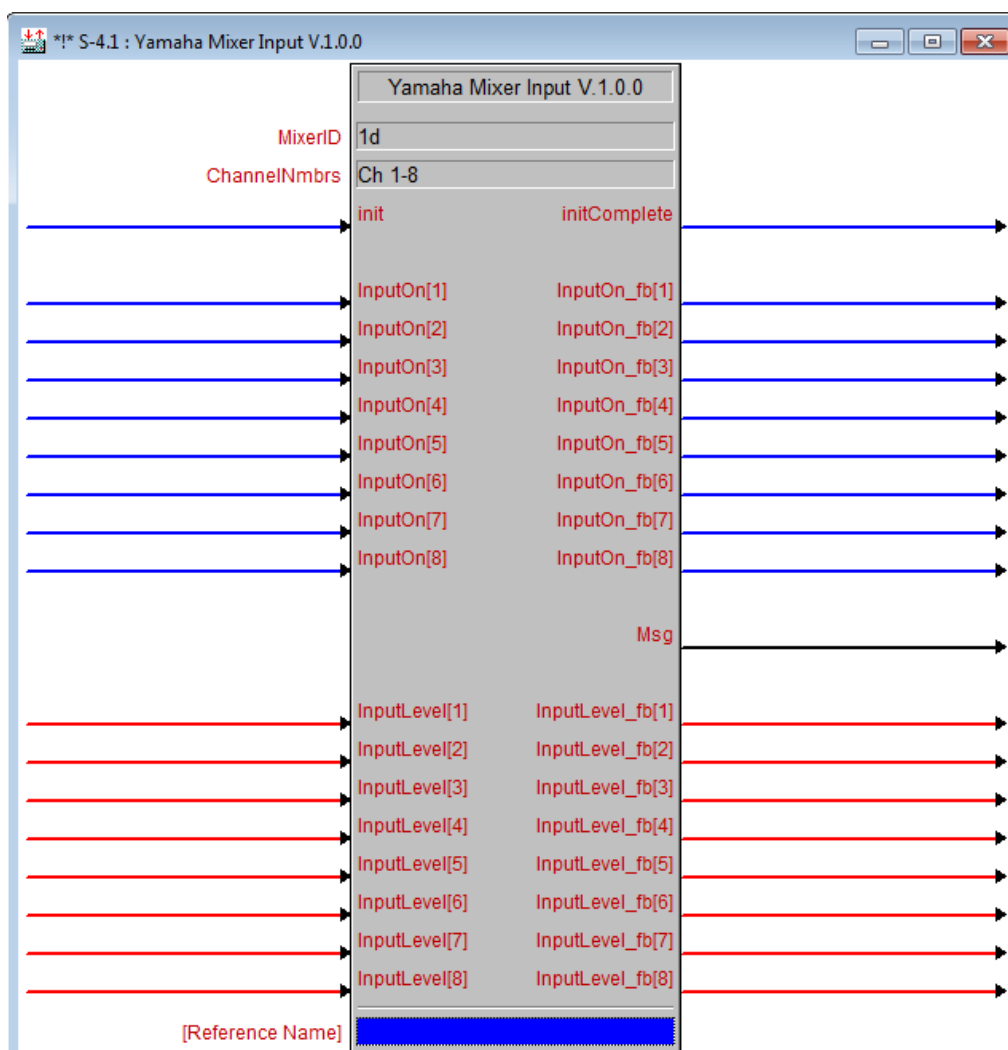 *!* S-4.1 : Yamaha Mixer Input V.1.0.0
Yamaha Mixer Input V.1.0.0
MixerID 1d
ChannelNmbrs Ch 1-8
init initComplete
InputOn[1] InputOn_fb[1]
InputOn[2] InputOn_fb[2]
InputOn[3] InputOn_fb[3]
InputOn[4] InputOn_fb[4]
InputOn[5] InputOn_fb[5]
InputOn[6] InputOn_fb[6]
InputOn[7] InputOn_fb[7]
InputOn[8] InputOn_fb[8]
Msg
InputLevel[1] InputLevel_fb[1]
InputLevel[2] InputLevel_fb[2]
InputLevel[3] InputLevel_fb[3]
InputLevel[4] InputLevel_fb[4]
InputLevel[5] InputLevel_fb[5]
InputLevel[6] InputLevel_fb[6]
InputLevel[7] InputLevel_fb[7]
InputLevel[8] InputLevel_fb[8]
[Reference Name]